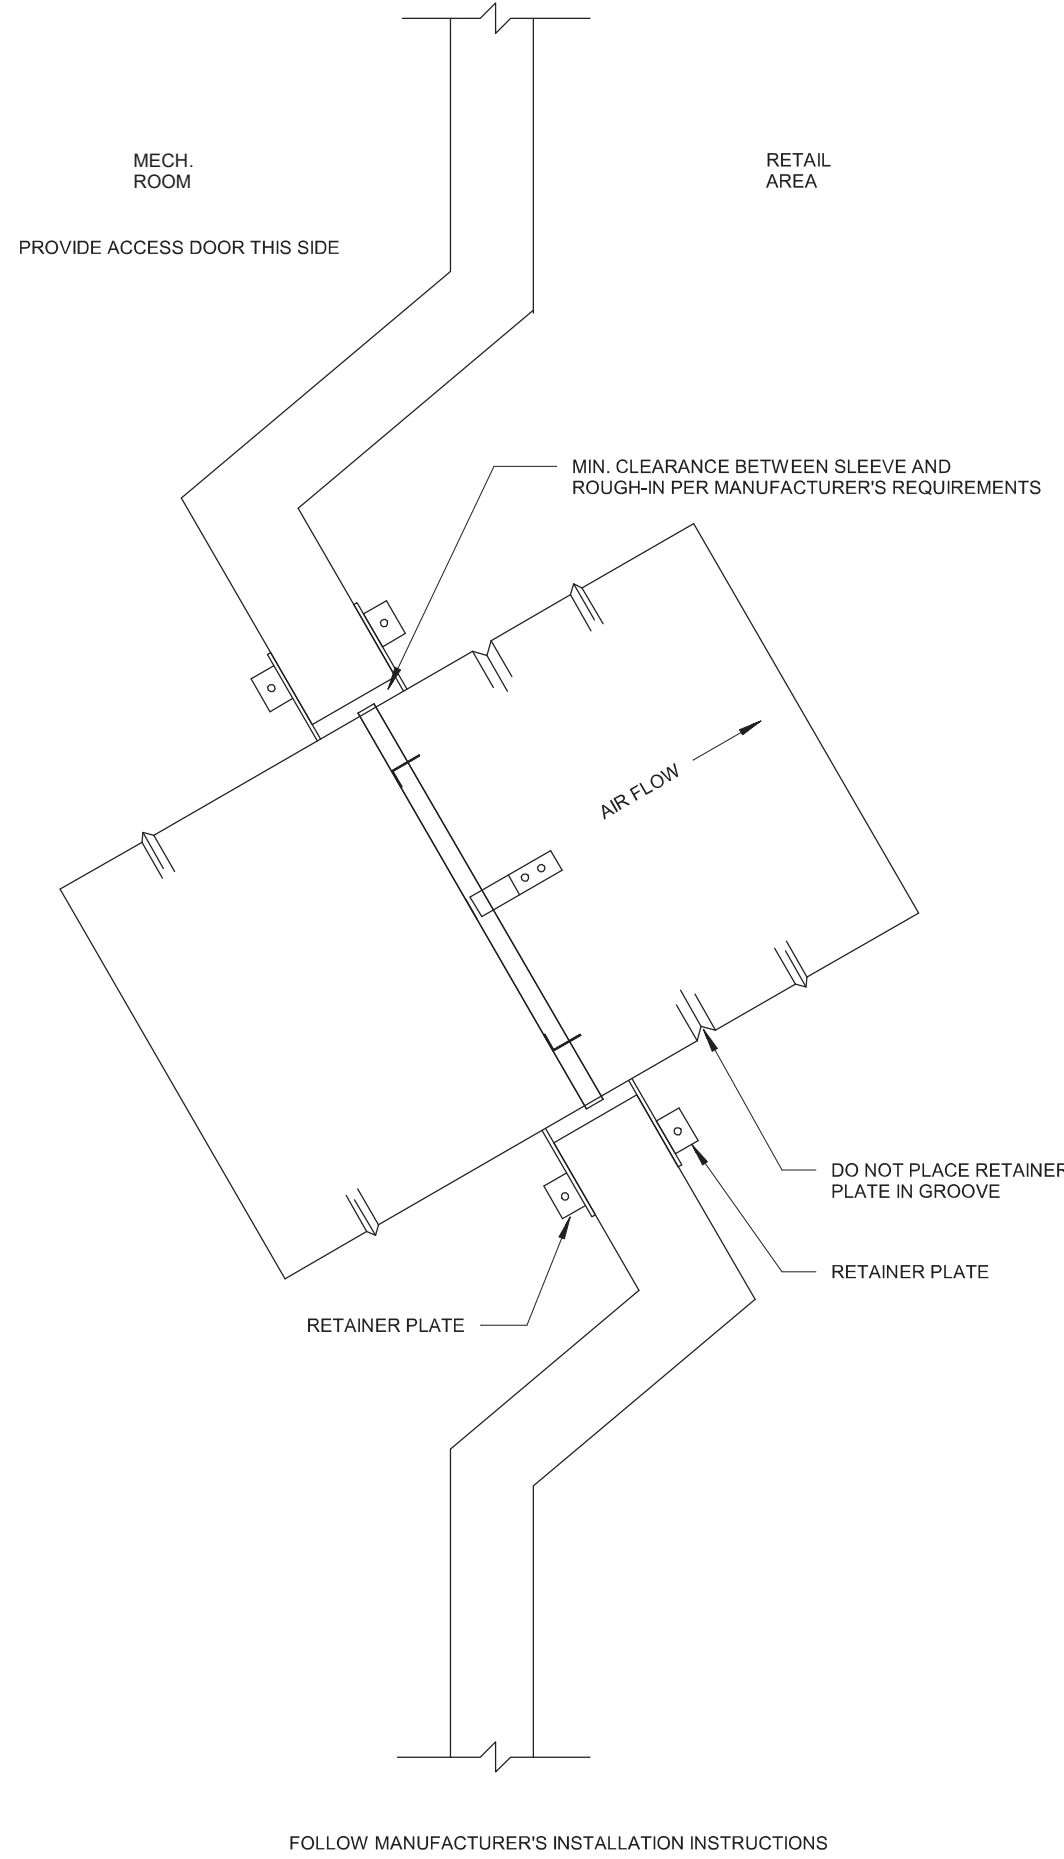 MECH.
ROOM
RETAIL
AREA
PROVIDE ACCESS DOOR THIS SIDE
MIN. CLEARANCE BETWEEN SLEEVE AND
ROUGH-IN PER MANUFACTURER'S REQUIREMENTS
AIR FLOW
DO NOT PLACE RETAINER
PLATE IN GROOVE
RETAINER PLATE
RETAINER PLATE
FOLLOW MANUFACTURER'S INSTALLATION INSTRUCTIONS